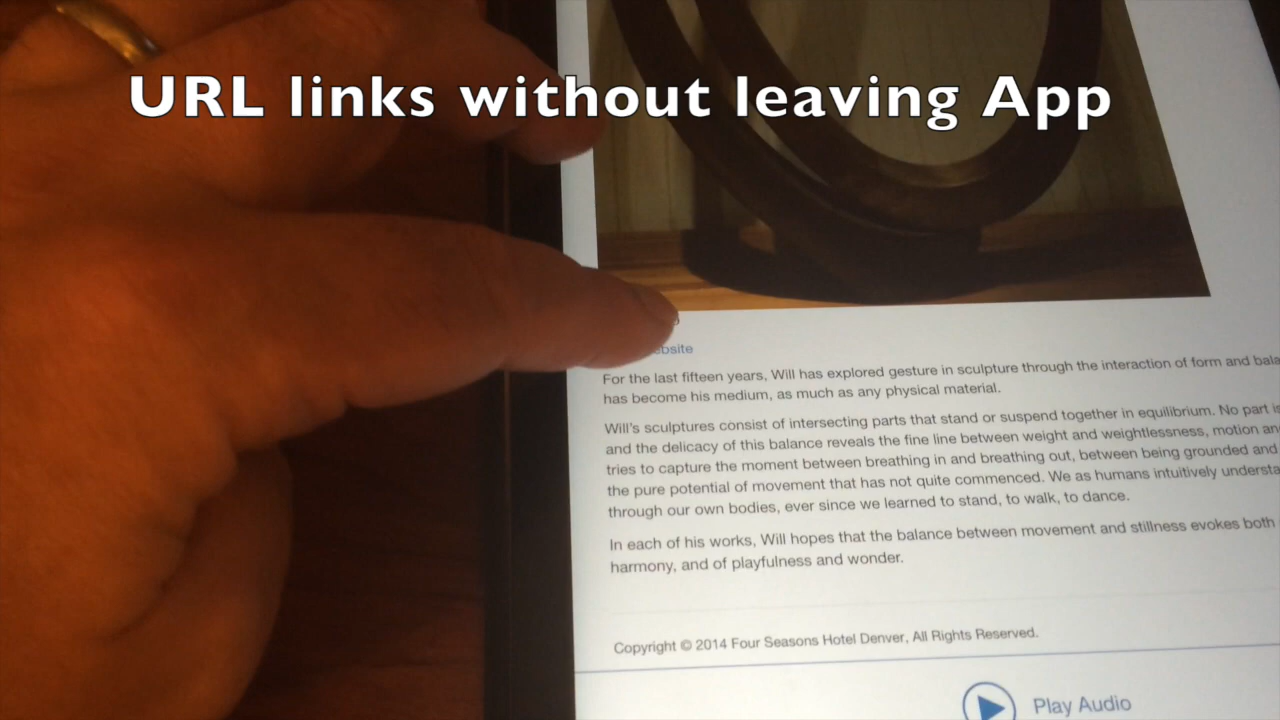 URL links without leaving App
For the last fifteen years, Will has explored gesture in sculpture through the interaction of form and
has become his medium, as much as any physical material.
Will's sculptures consist of intersecting parts that stand or suspend together in equilibrium. No part
and the delicacy of this balance reveals the fine line between weight and weightlessness, motion
tries to capture the moment between breathing in and breathing out, between being grounded and
the pure potential of movement that has not quite commenced. We as humans intuitively
through our own bodies, ever since we learned to stand, to walk, to dance.
In each of his works, Will hopes that the balance between movement and stillness evokes both
harmony, and of playfulness and wonder.
Copyright © 2014 Four Seasons Hotel Denver, All Rights Reserved.
Play Audio